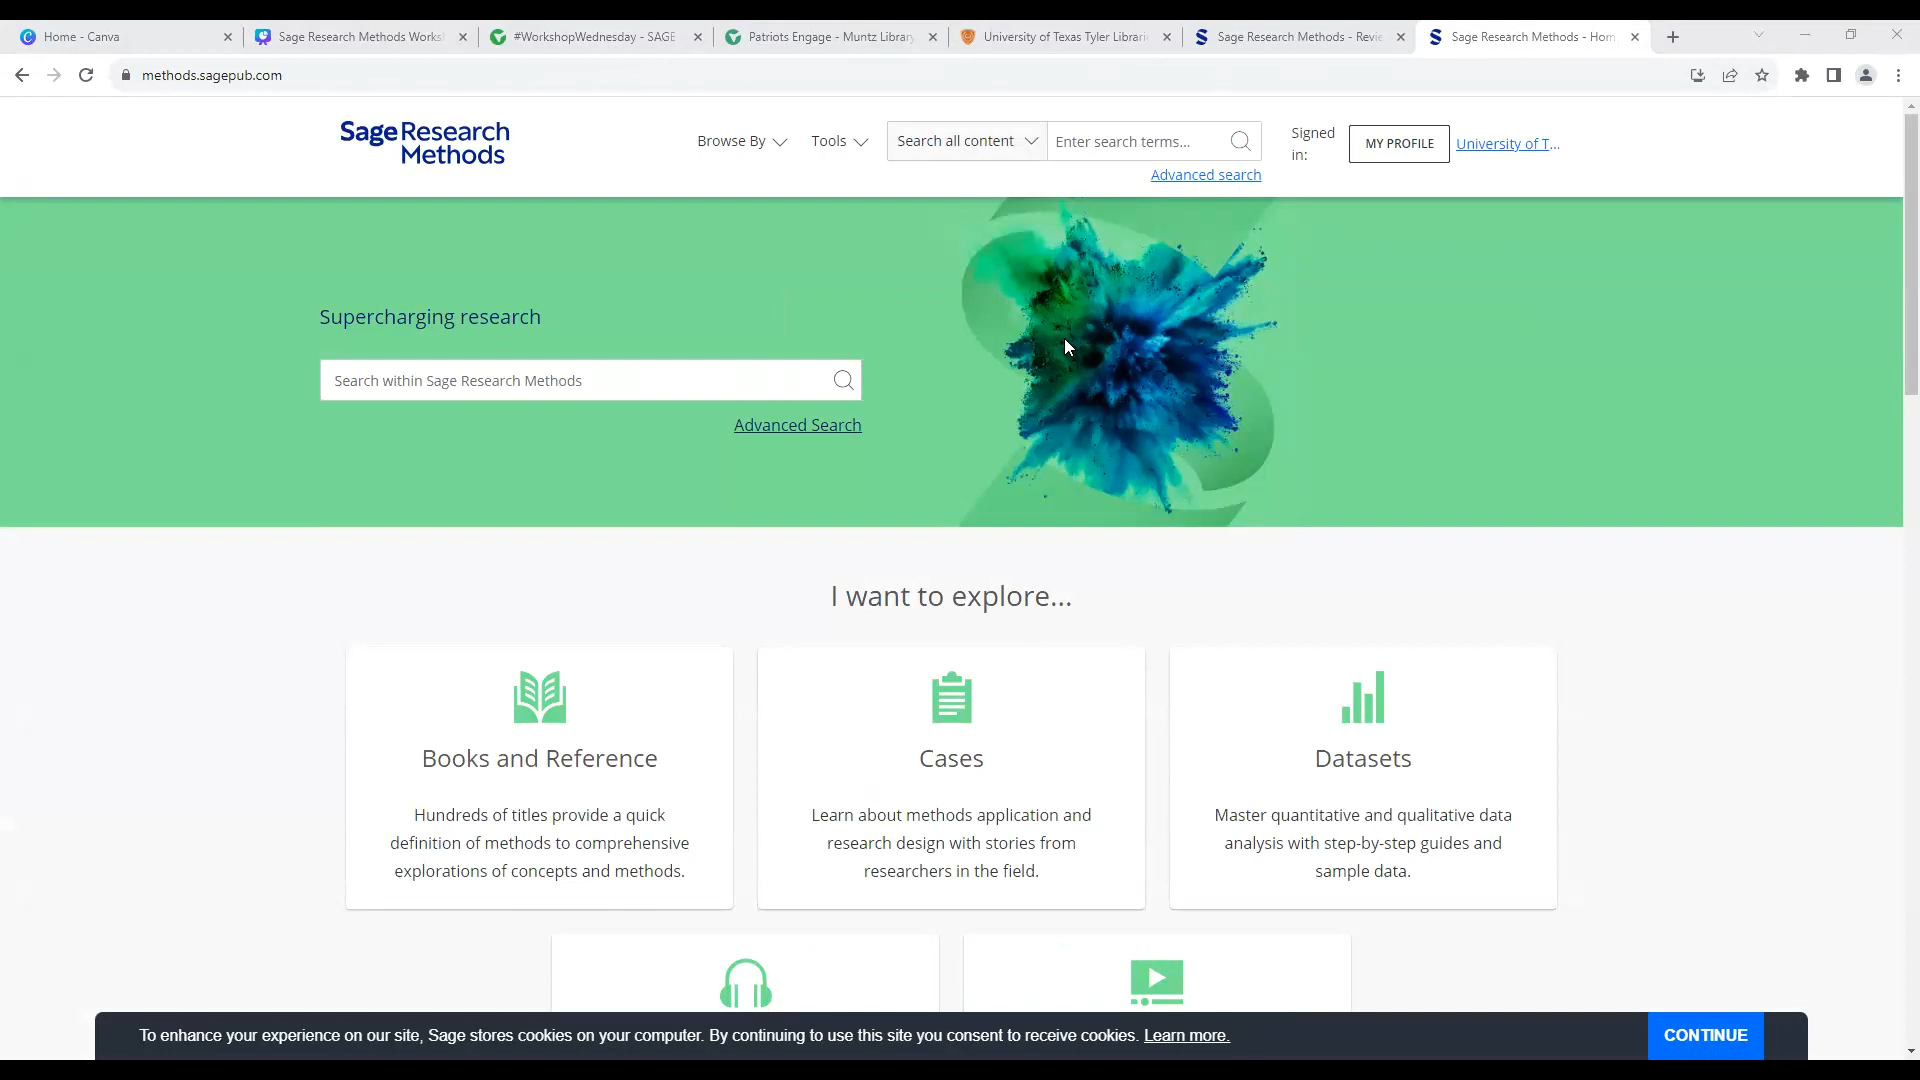 Home - Canva
Sage Research Methods Works
#WorkshopWednesday - SAGE
Patriots Engage - Muntz Library
University of Texas Tyler Librari
Sage Research Methods - Revie
Sage Research Methods - Hom
methods.sagepub.com
Sage Research
Methods
Browse By
Tools
Search all content
Enter search terms...
Advanced search
Signed
in:
MY PROFILE
University of T...
Supercharging research
Search within Sage Research Methods
Advanced Search
I want to explore...
Books and Reference
Hundreds of titles provide a quick
definition of methods to comprehensive
explorations of concepts and methods.
Cases
Learn about methods application and
research design with stories from
researchers in the field.
Datasets
Master quantitative and qualitative data
analysis with step-by-step guides and
sample data.
To enhance your experience on our site, Sage stores cookies on your computer. By continuing to use this site you consent to receive cookies. Learn more.
CONTINUE